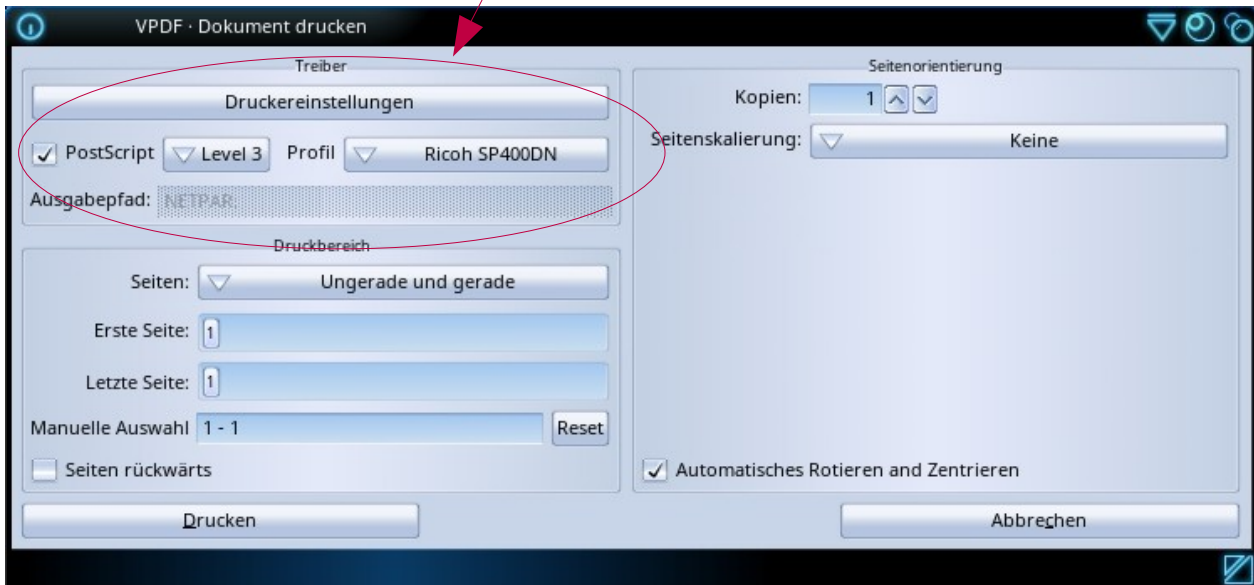 VPDF · Dokument drucken
Treiber
Druckereinstellungen
PostScript Level 3 Profil Ricoh SP400DN
Ausgabepfad: NETPAR:
Druckbereich
Seiten: Ungerade und gerade
Erste Seite: 1
Letzte Seite: 1
Manuelle Auswahl 1 - 1 Reset
Seiten rückwärts
Drucken
Seitenorientierung
Kopien: 1
Seitenskalierung: Keine
Automatisches Rotieren and Zentrieren
Abbrechen